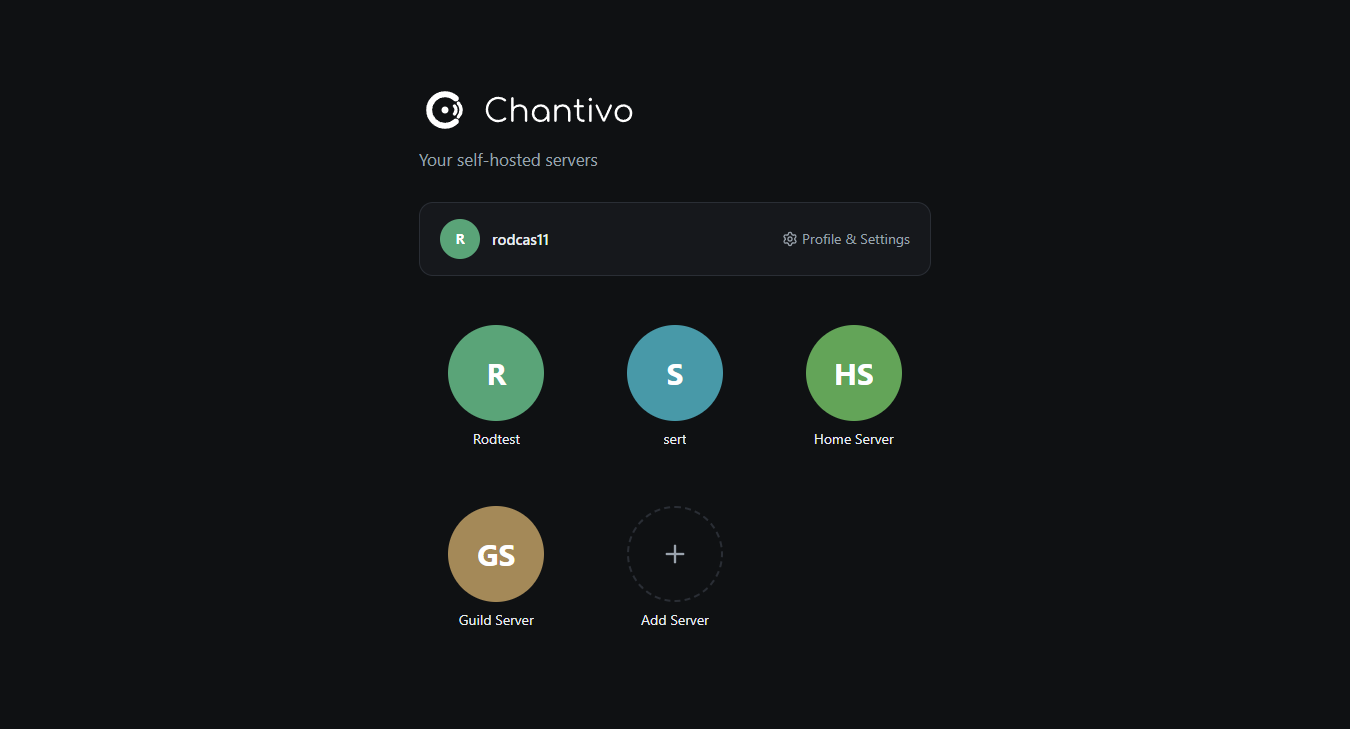 Chantivo
Your self-hosted servers
R rodcas11 Profile & Settings
R S HS
Rodtest sert Home Server
GS +
Guild Server Add Server